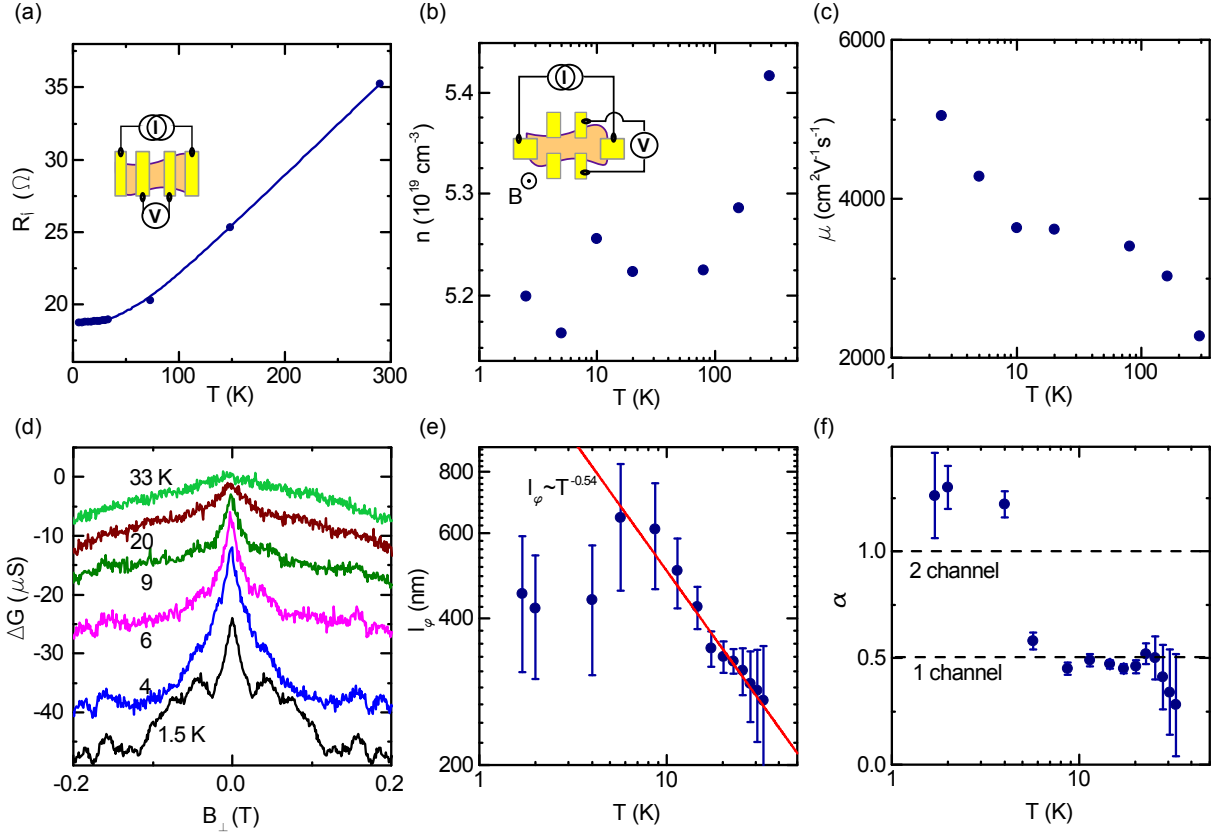 (a)
35
30
25
20
0 100 200 300
R_i (Ω)
T (K)
I
V
(b)
5.4
5.3
5.2
1 10 100
n (10^19 cm^-3)
T (K)
I
V
B
(c)
6000
4000
2000
1 10 100
μ (cm^2V^-1s^-1)
T (K)
(d)
0
-10
-20
-30
-40
-0.2 -0.1 0.0 0.1 0.2
ΔG (μS)
B_⊥(T)
33 K
20
9
6
4
1.5 K
(e)
800
600
400
200
1 10
l_φ (nm)
T (K)
l_φ~T^-0.54
(f)
1.0
0.5
0.0
1 10
α
T (K)
2 channel
1 channel